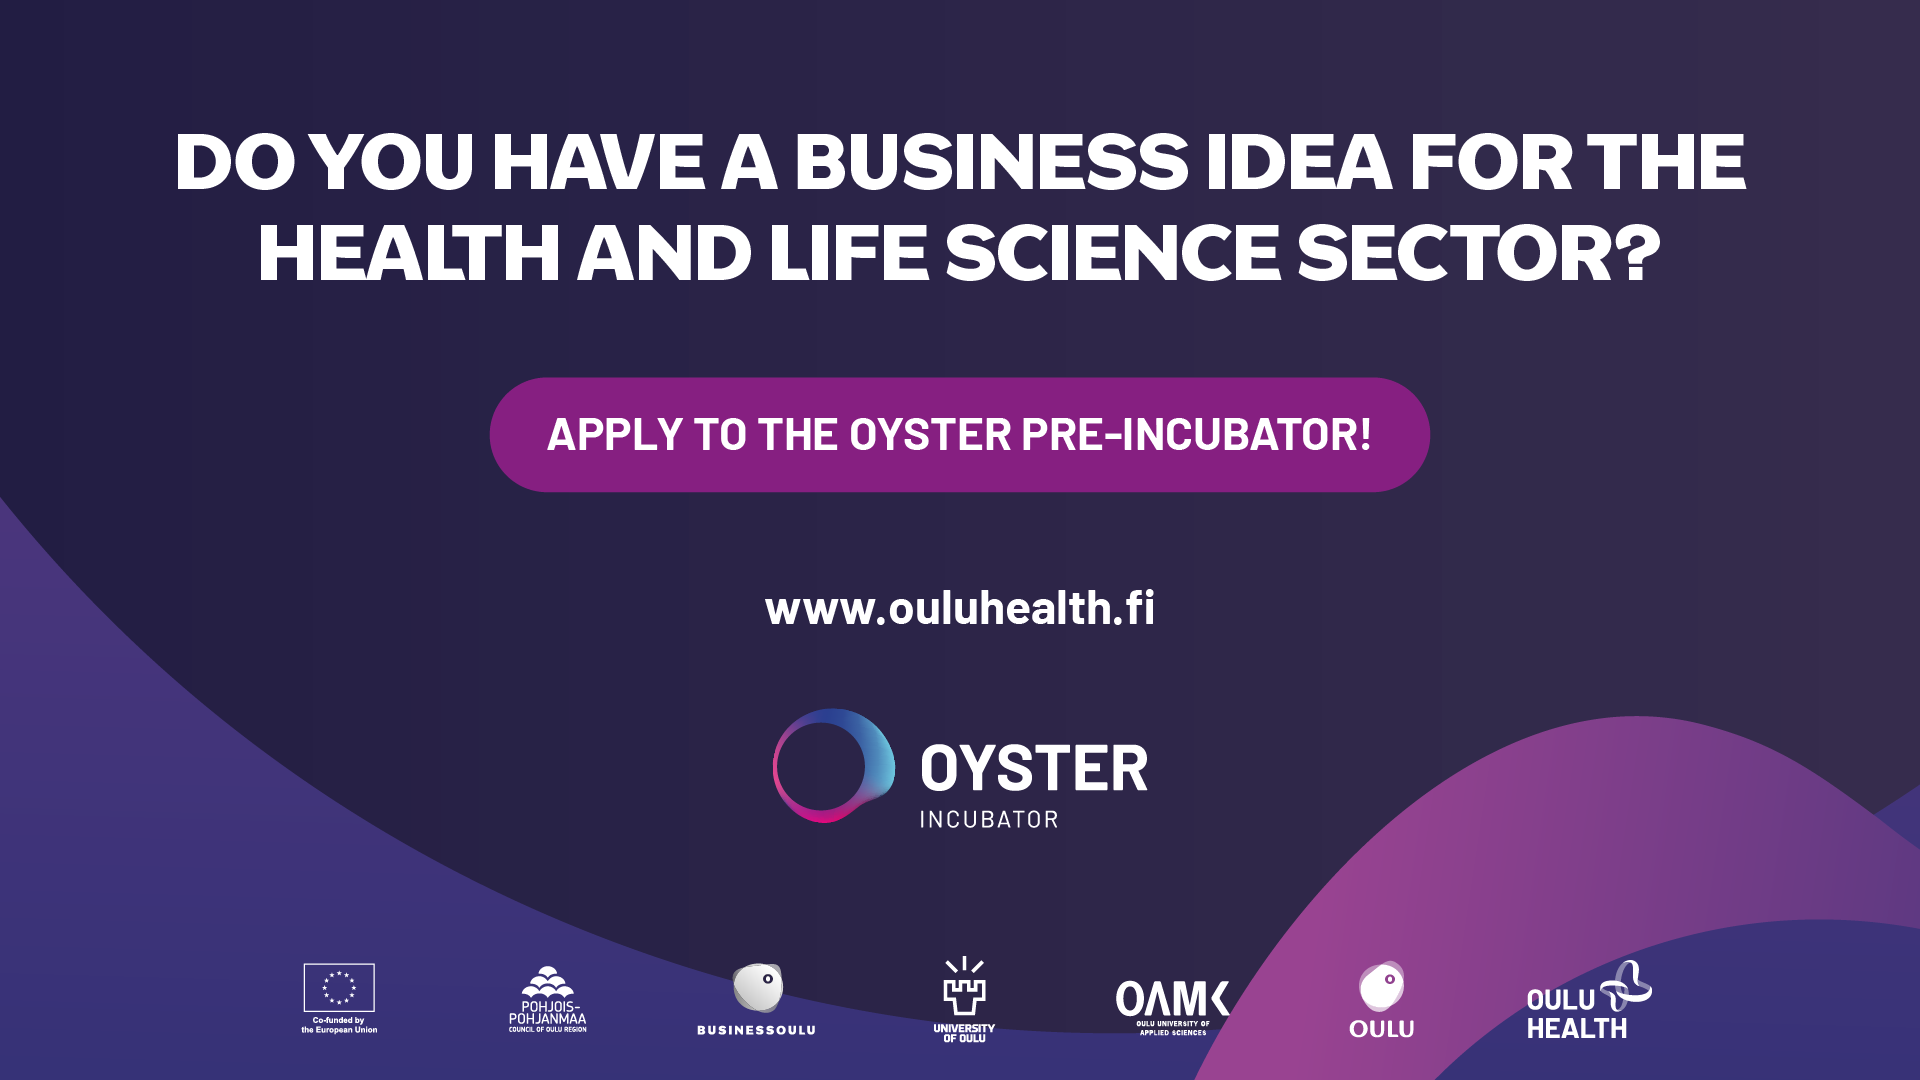 DO YOU HAVE A BUSINESS IDEA FOR THE
HEALTH AND LIFE SCIENCE SECTOR?
APPLY TO THE OYSTER PRE-INCUBATOR!
www.ouluhealth.fi
OYSTER
INCUBATOR
Co-funded by
the European Union
POHJOIS-
POHJANMAA
COUNCIL OF OULU REGION
BUSINESSOULU
UNIVERSITY
OF OULU
OAMK
OULU UNIVERSITY OF
APPLIED SCIENCES
OULU
OULU
HEALTH